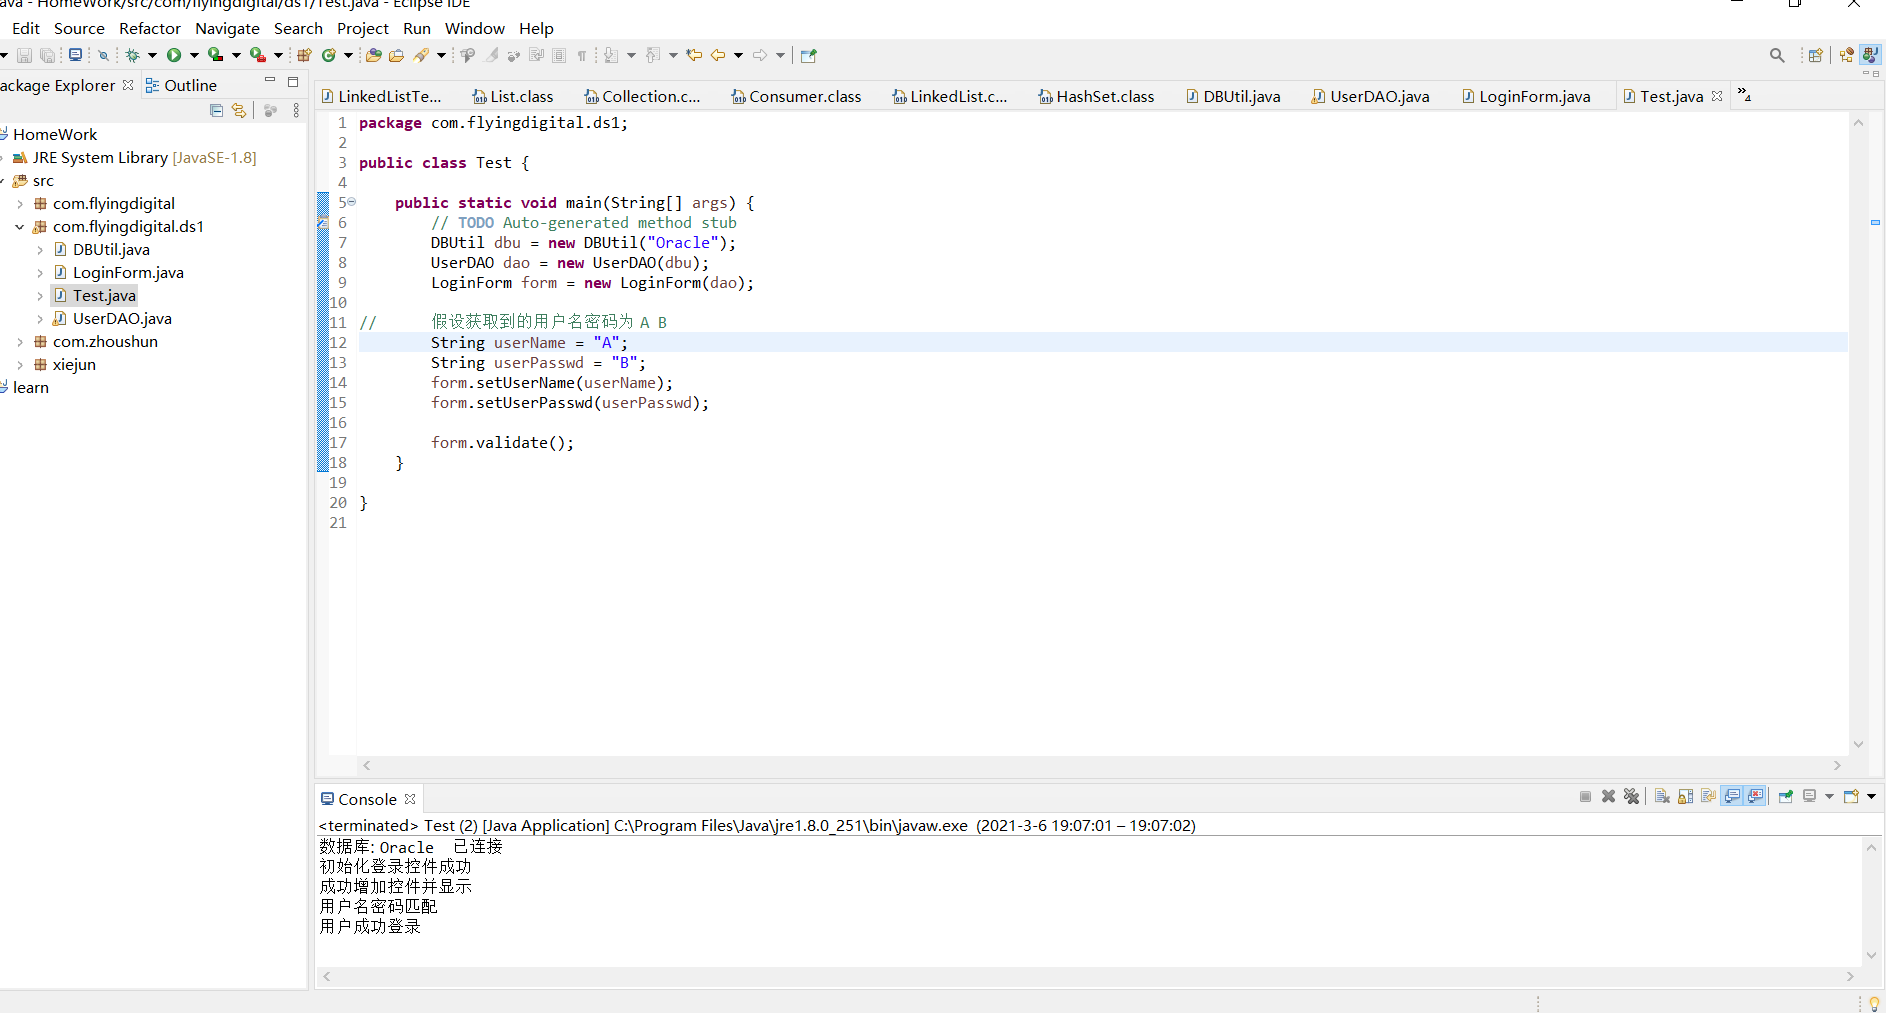 ava - HomeWork/src/com/flyingdigital/ds1/Test.java - Eclipse IDE
Edit Source Refactor Navigate Search Project Run Window Help
ackage Explorer Outline
HomeWork
JRE System Library [JavaSE-1.8]
src
com.flyingdigital
com.flyingdigital.ds1
DBUtil.java
LoginForm.java
Test.java
UserDAO.java
com.zhoushun
xiejun
learn
LinkedListTe... List.class Collection.c... Consumer.class LinkedList.c... HashSet.class DBUtil.java UserDAO.java LoginForm.java Test.java »4
1 package com.flyingdigital.ds1;
2
3 public class Test {
4
5 public static void main(String[] args) {
6 // TODO Auto-generated method stub
7 DBUtil dbu = new DBUtil("Oracle");
8 UserDAO dao = new UserDAO(dbu);
9 LoginForm form = new LoginForm(dao);
10
11 // 假设获取到的用户名密码为 A B
12 String userName = "A";
13 String userPasswd = "B";
14 form.setUserName(userName);
15 form.setUserPasswd(userPasswd);
16
17 form.validate();
18 }
19
20 }
21
Console
<terminated> Test (2) [Java Application] C:\Program Files\Java\jre1.8.0_251\bin\javaw.exe (2021-3-6 19:07:01 – 19:07:02)
数据库: Oracle 已连接
初始化登录控件成功
成功增加控件并显示
用户名密码匹配
用户成功登录